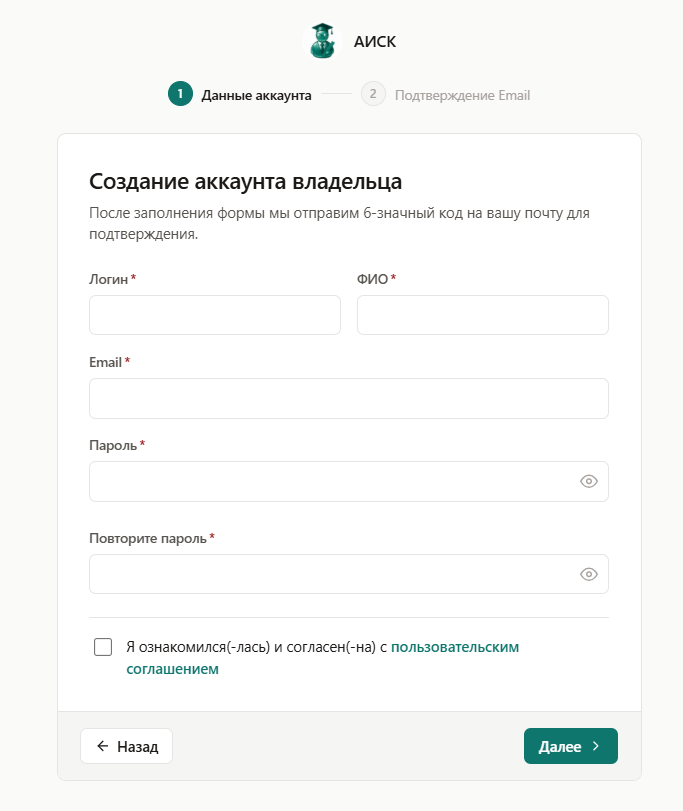 АИСК
1 Данные аккаунта 2 Подтверждение Email
Создание аккаунта владельца
После заполнения формы мы отправим 6-значный код на вашу почту для
подтверждения.
Логин * ФИО *
Email *
Пароль *
Повторите пароль *
Я ознакомился(-лась) и согласен(-на) с пользовательским
соглашением
← Назад Далее >